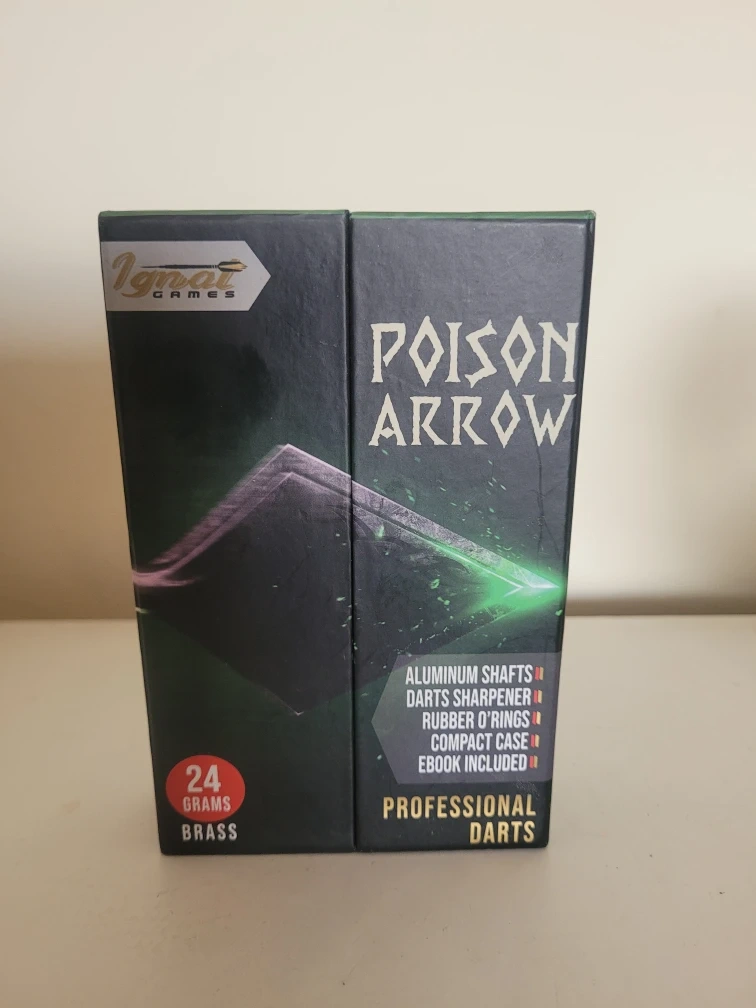 Ignat
GAMES
POISON
ARROW
ALUMINUM SHAFTS
DARTS SHARPENER
RUBBER O'RINGS
COMPACT CASE
EBOOK INCLUDED
24
GRAMS
BRASS
PROFESSIONAL
DARTS